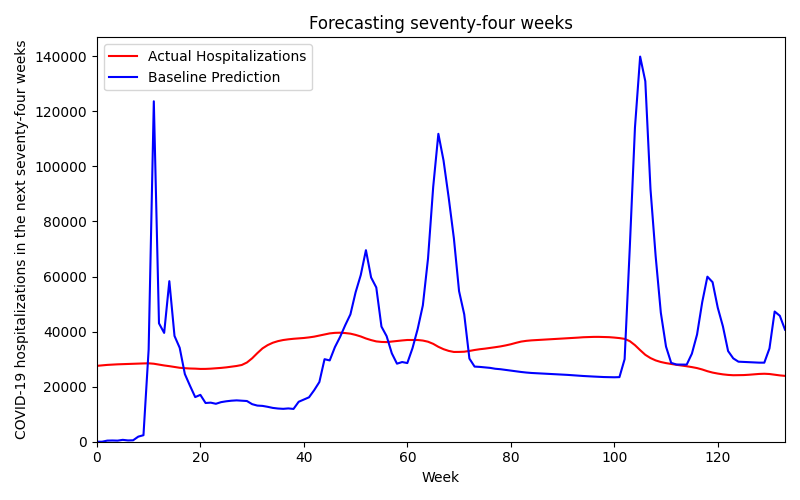 Forecasting seventy-four weeks
COVID-19 hospitalizations in the next seventy-four weeks
140000
120000
100000
80000
60000
40000
20000
0
Actual Hospitalizations
Baseline Prediction
0 20 40 60 80 100 120
Week